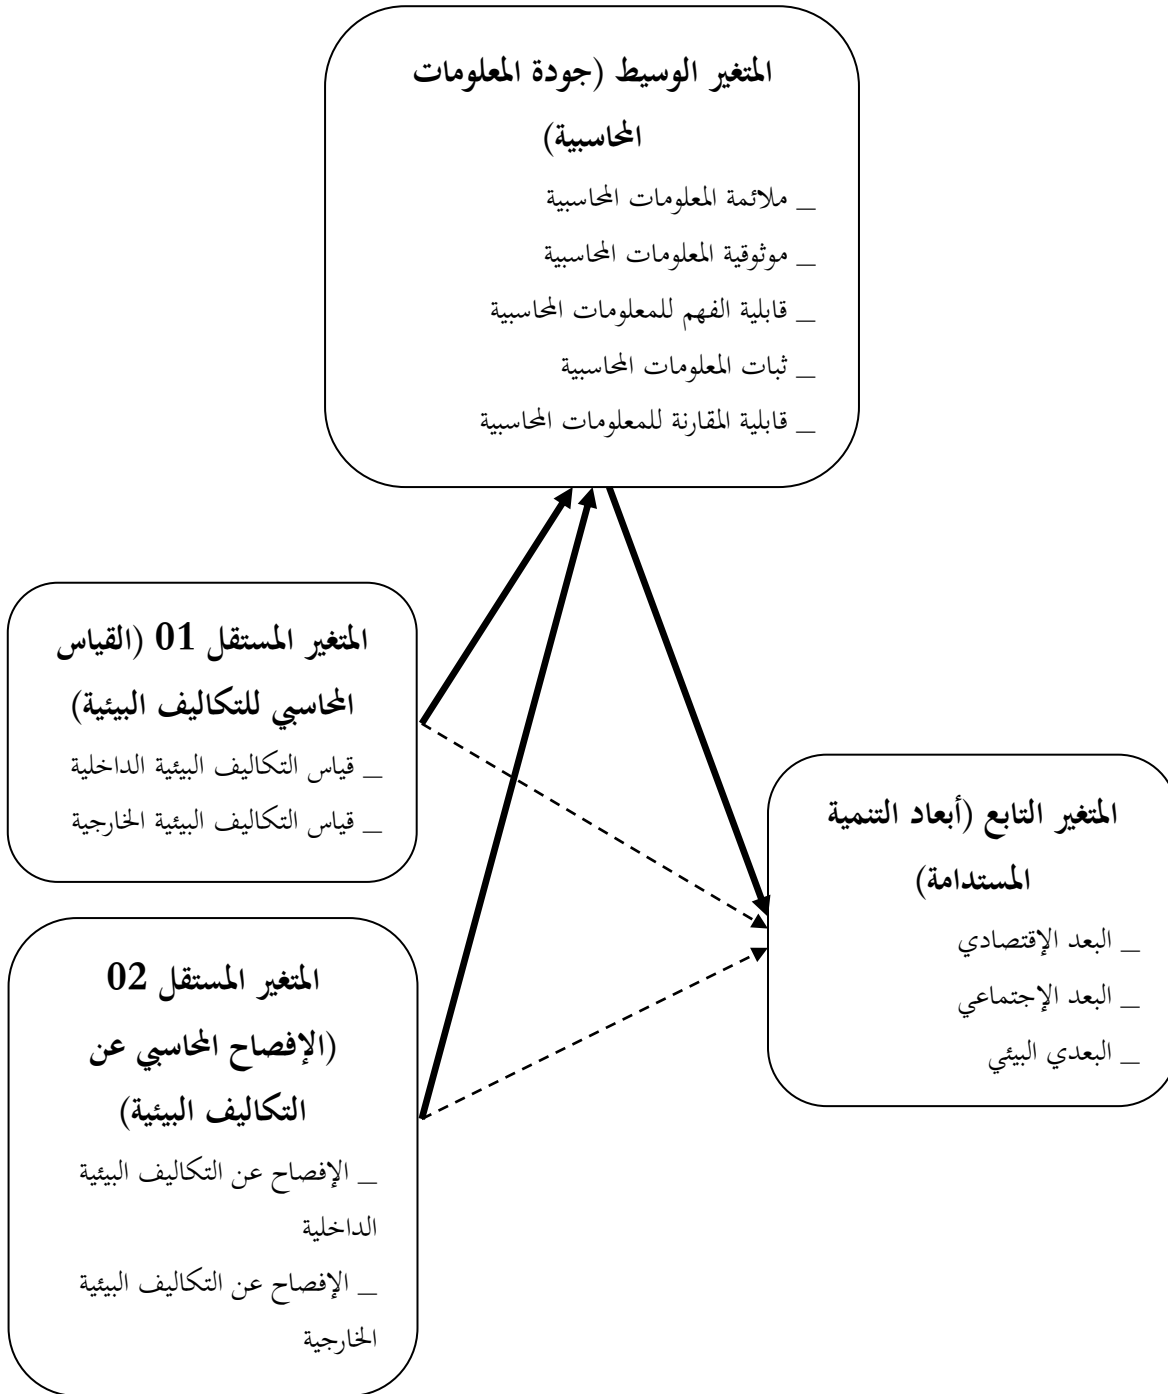 المتغير الوسيط (جودة المعلومات
المحاسبية)
_ ملائمة المعلومات المحاسبية
_ موثوقية المعلومات المحاسبية
_ قابلية الفهم للمعلومات المحاسبية
_ ثبات المعلومات المحاسبية
_ قابلية المقارنة للمعلومات المحاسبية
المتغير المستقل 01 (القياس
المحاسبي للتكاليف البيئية)
_ قياس التكاليف البيئية الداخلية
_ قياس التكاليف البيئية الخارجية
المتغير التابع (أبعاد التنمية
المستدامة)
_ البعد الإقتصادي
_ البعد الإجتماعي
_ البعدي البيئي
المتغير المستقل 02
(الإفصاح المحاسبي عن
التكاليف البيئية)
_ الإفصاح عن التكاليف البيئية
الداخلية
_ الإفصاح عن التكاليف البيئية
الخارجية